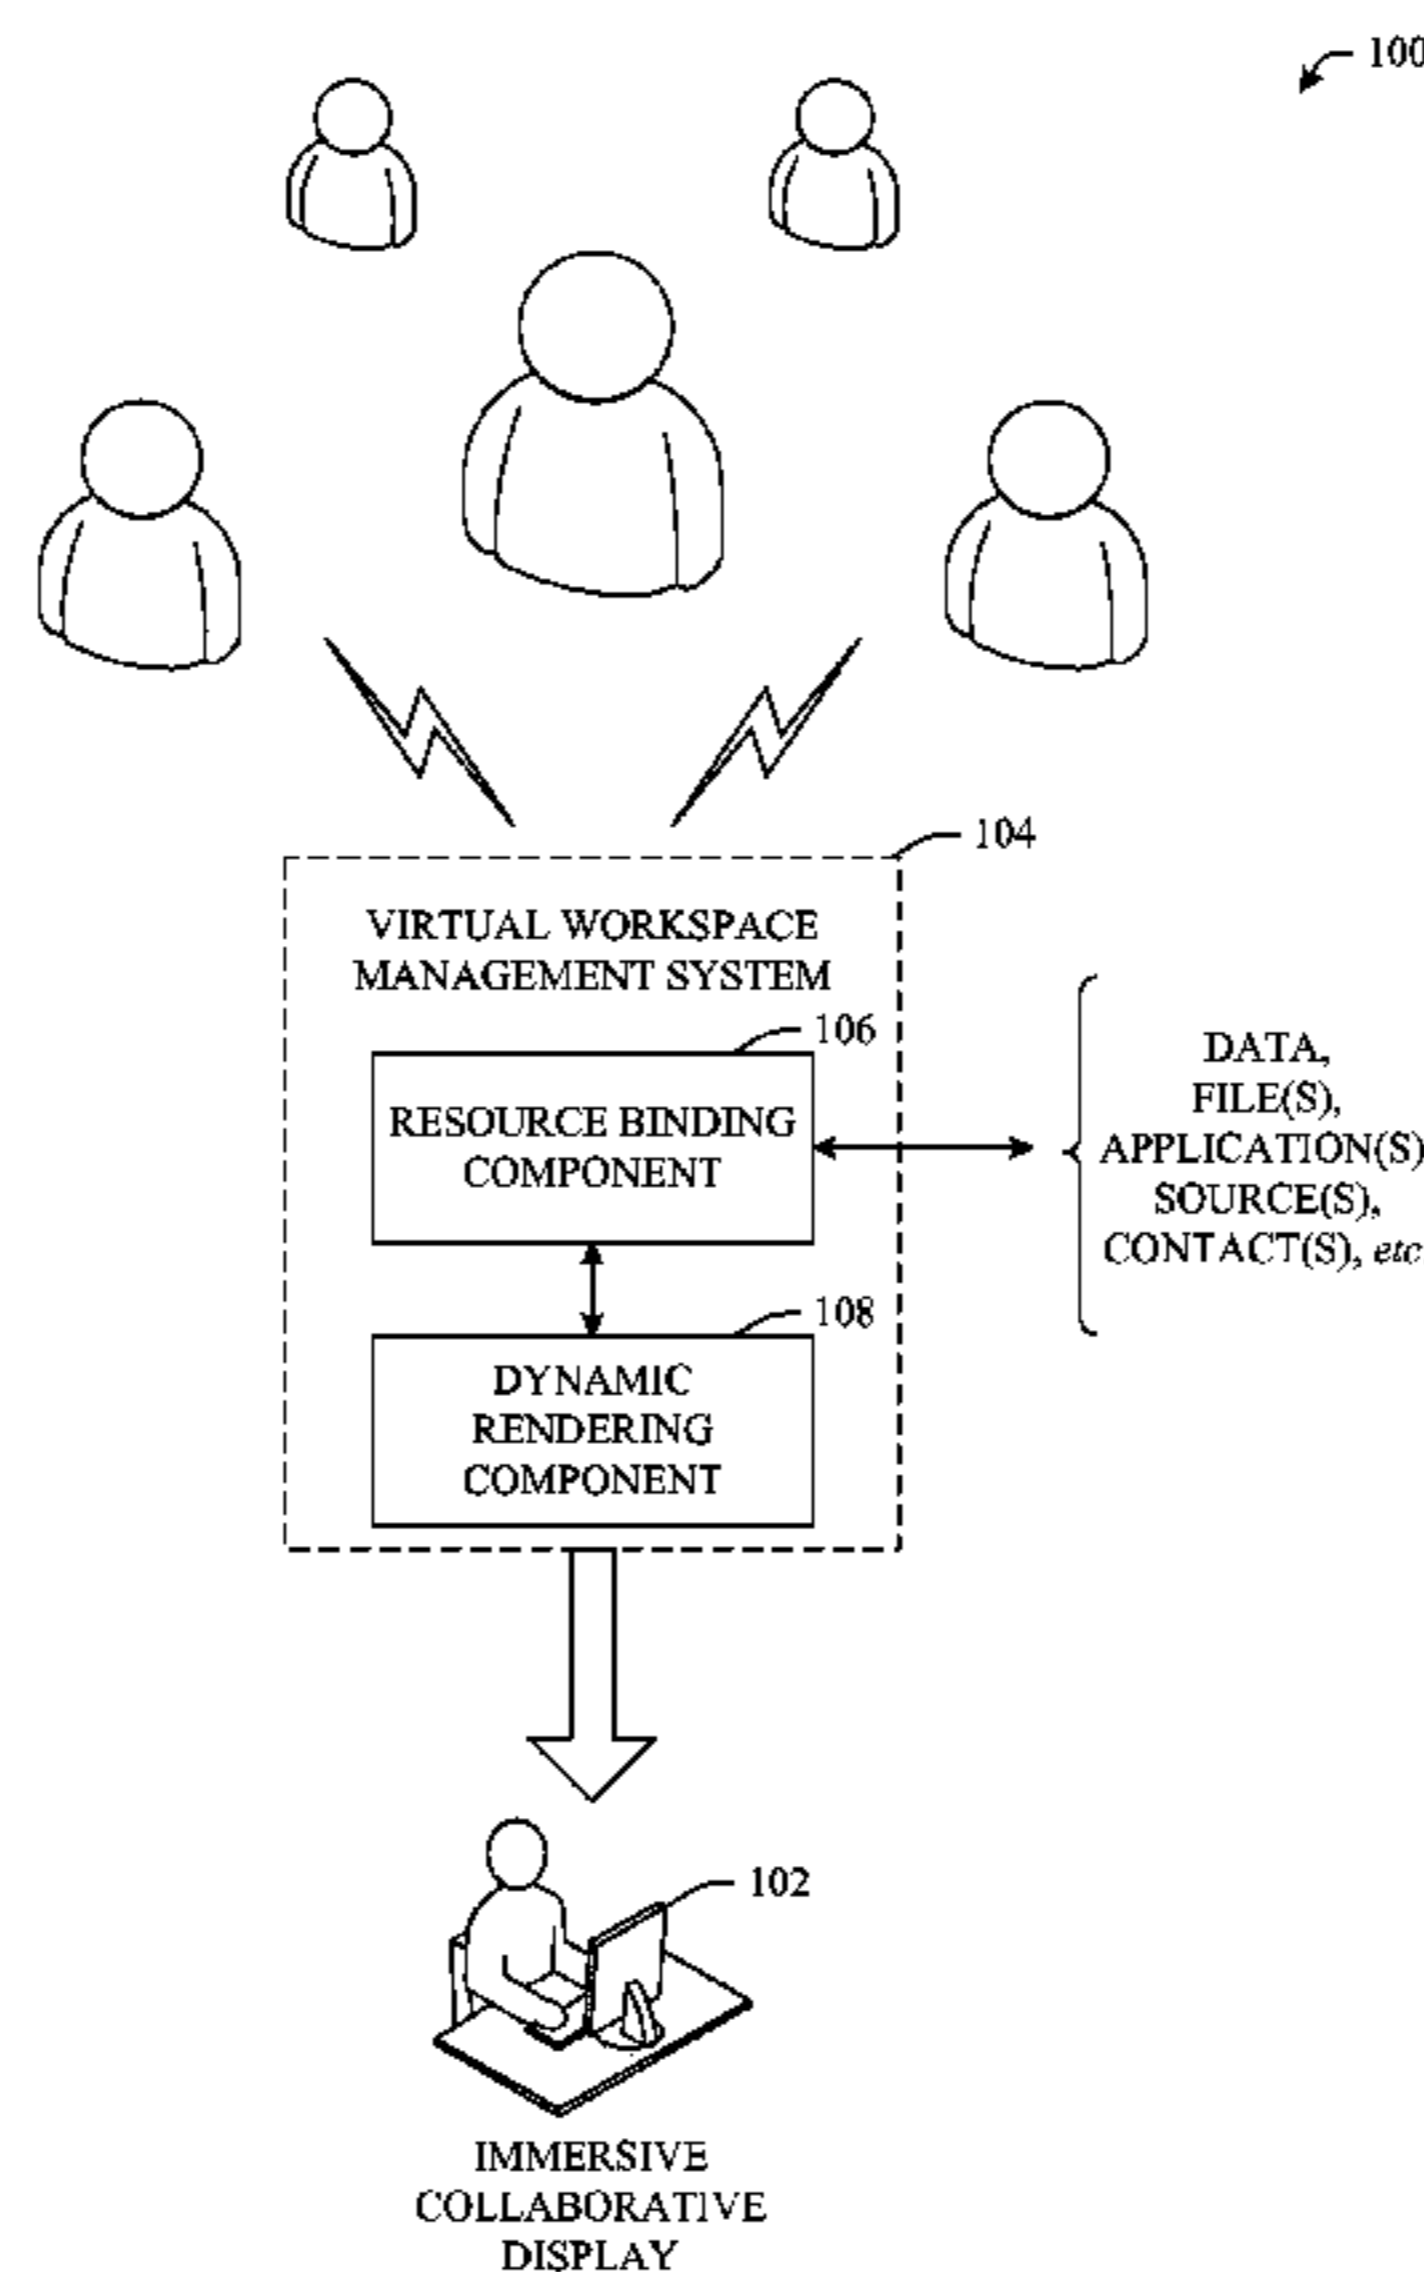 100
104
VIRTUAL WORKSPACE
MANAGEMENT SYSTEM
106
RESOURCE BINDING
COMPONENT
DATA,
FILE(S),
APPLICATION(S)
SOURCE(S),
CONTACT(S), etc
108
DYNAMIC
RENDERING
COMPONENT
102
IMMERSIVE
COLLABORATIVE
DISPLAY